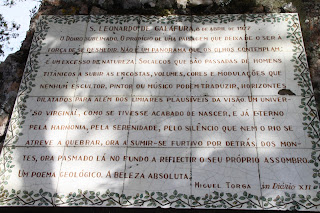 S. LEONARDO DE GALAFURA, 8 DE ABRIL DE 1977
O DOIRO SUBLIMADO. O PRODÍGIO DE UMA PAISAGEM QUE DEIXA DE O SER À
FORÇA DE SE DESMEDIR. NÃO É UM PANORAMA QUE OS OLHOS CONTEMPLAM:
É UM EXCESSO DA NATUREZA. SOCALCOS QUE SÃO PASSADAS DE HOMENS
TITÂNICOS A SUBIR AS ENCOSTAS, VOLUMES, CORES E MODULAÇÕES QUE
NENHUM ESCULTOR, PINTOR OU MÚSICO PODEM TRADUZIR, HORIZONTES
DILATADOS PARA ALÉM DOS LIMIARES PLAUSÍVEIS DA VISÃO. UM UNIVER-
SO VIRGINAL, COMO SE TIVESSE ACABADO DE NASCER, E JÁ ETERNO
PELA HARMONIA, PELA SERENIDADE, PELO SILÊNCIO QUE NEM O RIO SE
ATREVE A QUEBRAR, ORA A SUMIR-SE FURTIVO POR DETRÁS DOS MON-
TES, ORA PASMADO LÁ NO FUNDO A REFLECTIR O SEU PRÓPRIO ASSOMBRO.
UM POEMA GEOLÓGICO. A BELEZA ABSOLUTA.
MIGUEL TORGA IN DIÁRIO XII